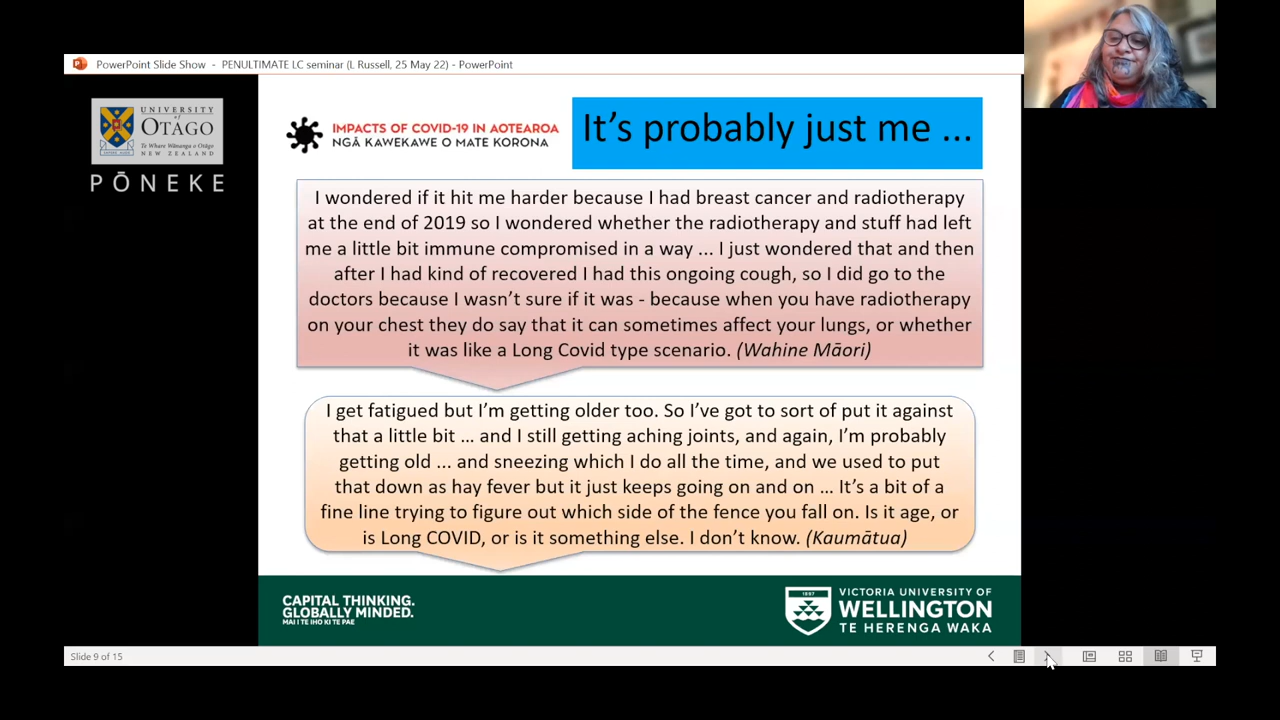 PowerPoint Slide Show - PENULTIMATE LC seminar (L Russell, 25 May 22) - PowerPoint
UNIVERSITY
of
OTAGO
Te Whare Wānanga o Otāgo
NEW ZEALAND
PŌNEKE
IMPACTS OF COVID-19 IN AOTEAROA
NGĀ KAWEKAWE O MATE KORONA
It's probably just me ...
I wondered if it hit me harder because I had breast cancer and radiotherapy
at the end of 2019 so I wondered whether the radiotherapy and stuff had left
me a little bit immune compromised in a way ... I just wondered that and then
after I had kind of recovered I had this ongoing cough, so I did go to the
doctors because I wasn't sure if it was - because when you have radiotherapy
on your chest they do say that it can sometimes affect your lungs, or whether
it was like a Long Covid type scenario. (Wahine Māori)
I get fatigued but I'm getting older too. So I've got to sort of put it against
that a little bit ... and I still getting aching joints, and again, I'm probably
getting old ... and sneezing which I do all the time, and we used to put
that down as hay fever but it just keeps going on and on ... It's a bit of a
fine line trying to figure out which side of the fence you fall on. Is it age, or
is Long COVID, or is it something else. I don't know. (Kaumātua)
CAPITAL THINKING.
GLOBALLY MINDED.
MAI I TE IHO KI TE PAE
1897
VICTORIA UNIVERSITY OF
WELLINGTON
TE HERENGA WAKA
Slide 9 of 15